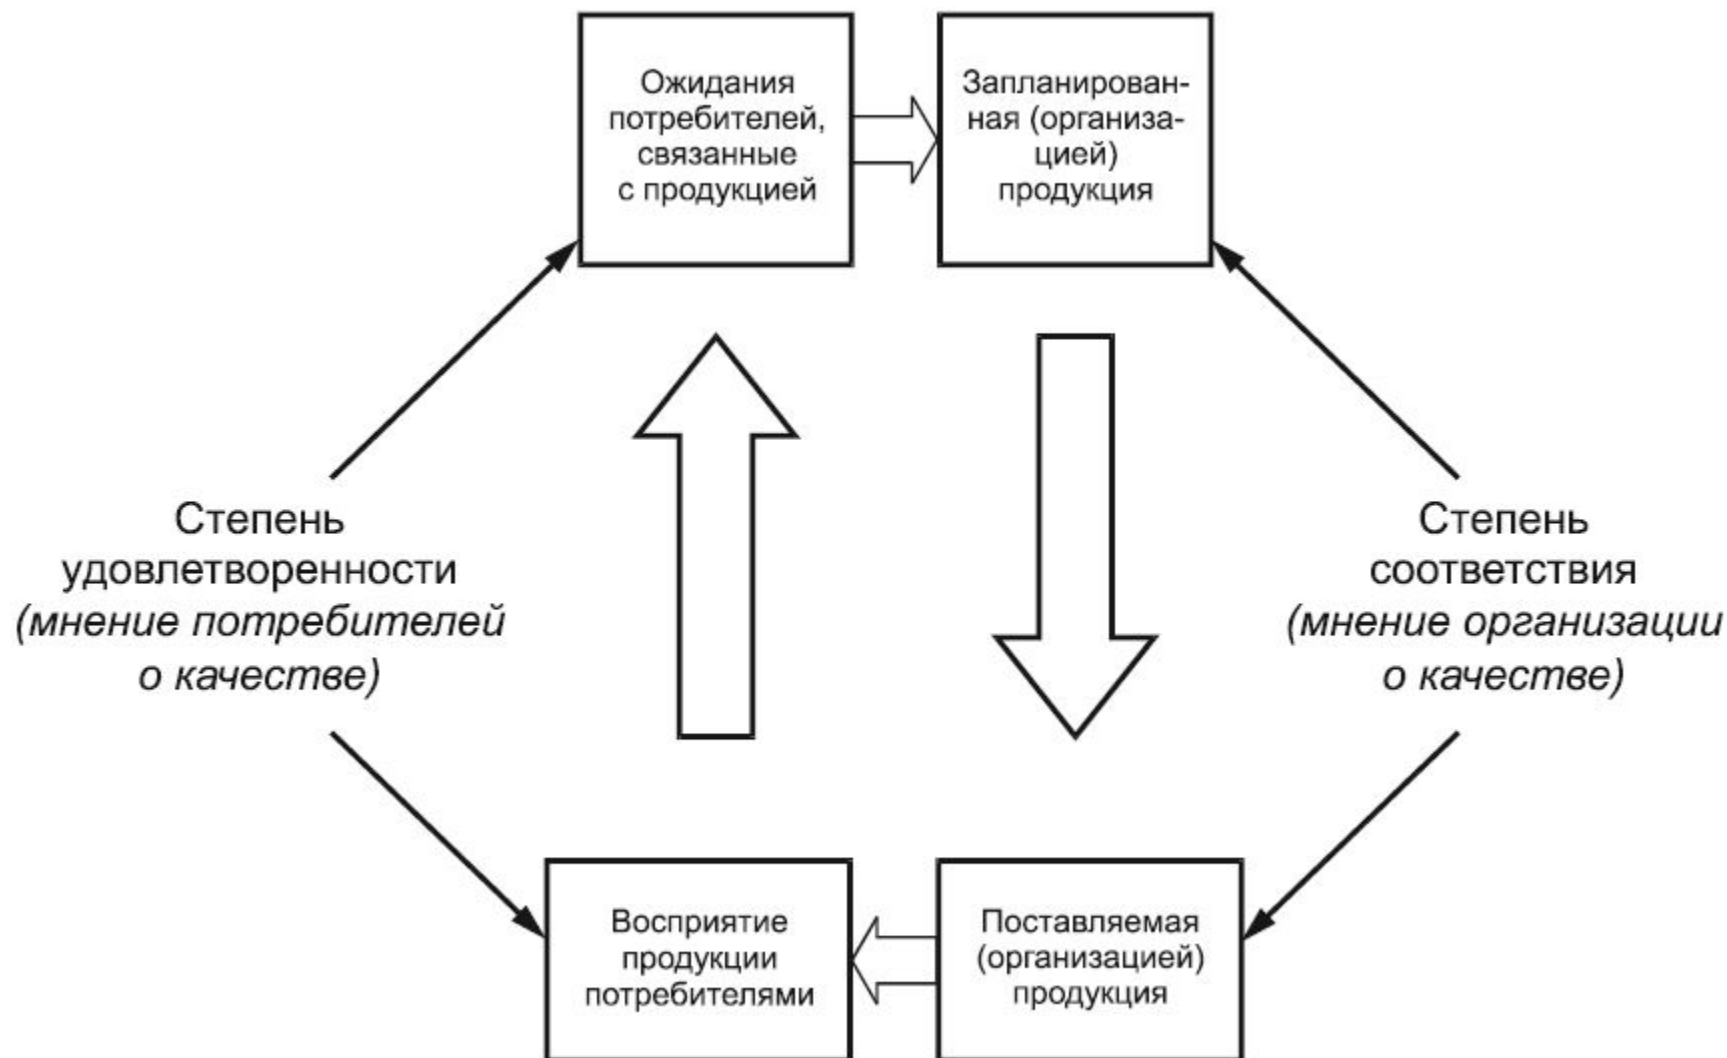 Ожидания
потребителей,
связанные
с продукцией
Запланирован-
ная (организа-
цией)
продукция
Степень
удовлетворенности
(мнение потребителей
о качестве)
Степень
соответствия
(мнение организации
о качестве)
Восприятие
продукции
потребителями
Поставляемая
(организацией)
продукция